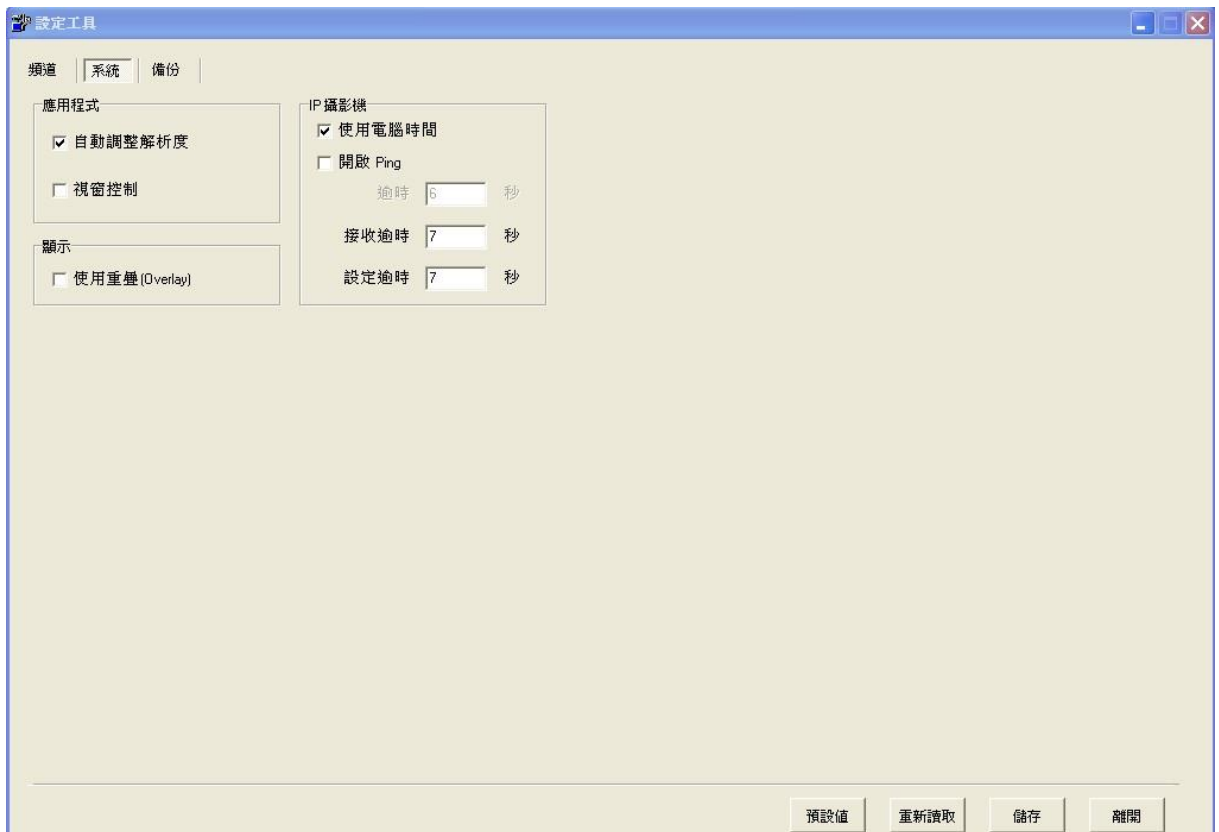 設定工具
頻道
系統
備份
應用程式
自動調整解析度
視窗控制
顯示
使用重疊(Overlay)
IP 攝影機
使用電腦時間
開啟 Ping
逾時 6 秒
接收逾時 7 秒
設定逾時 7 秒
預設值
重新讀取
儲存
離開